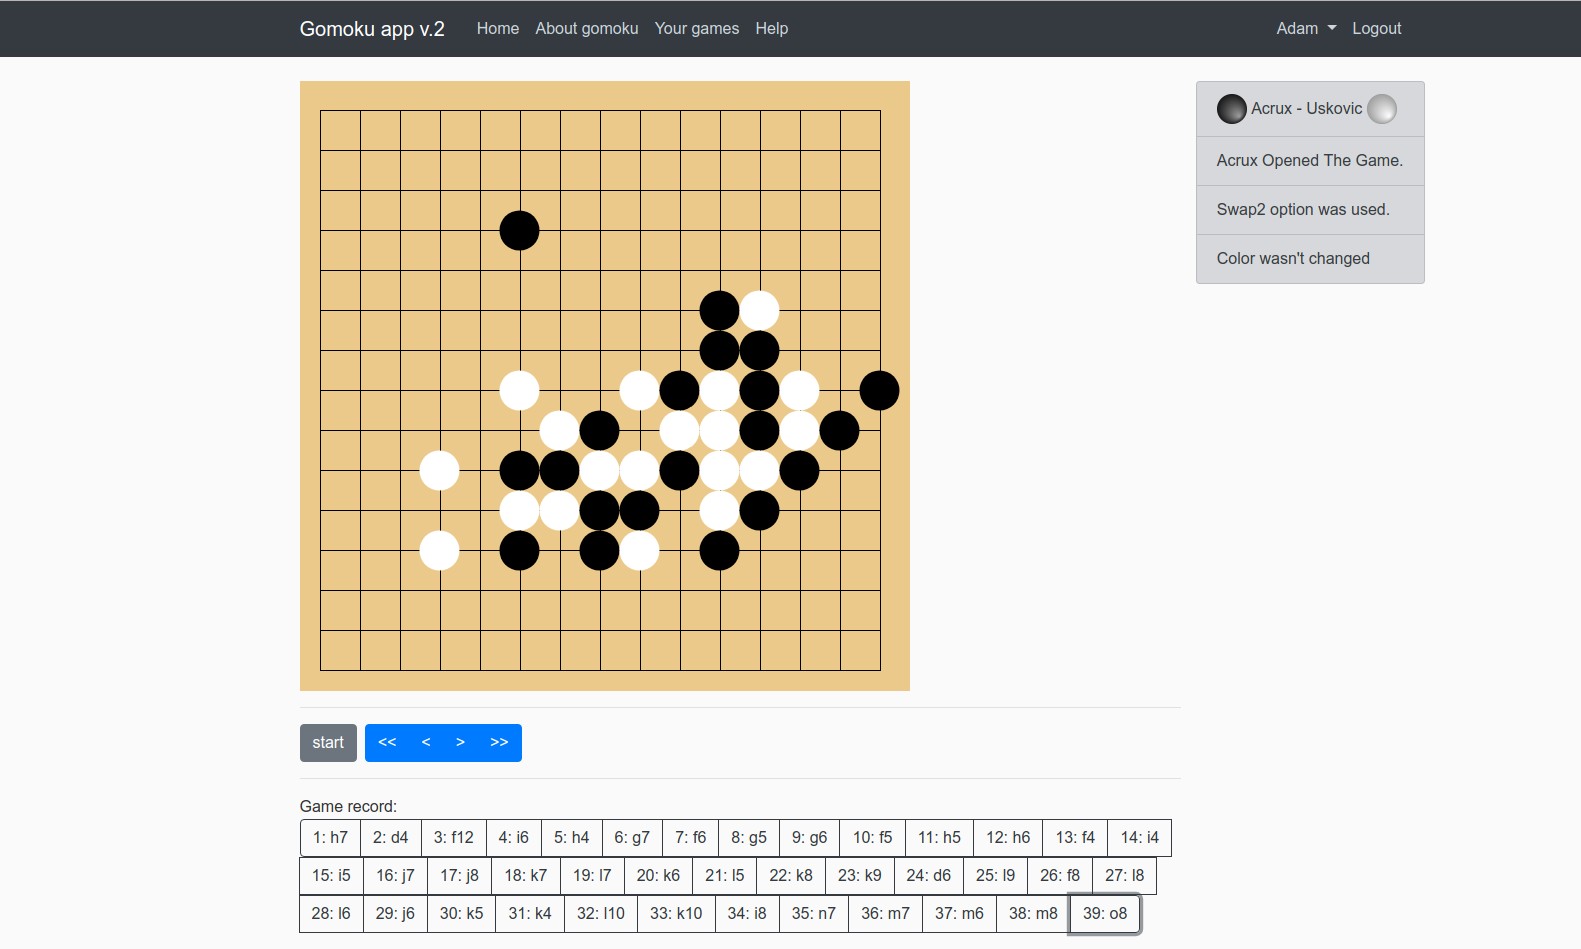 Gomoku app v.2 Home About gomoku Your games Help Adam Logout
Acrux - Uskovic
Acrux Opened The Game.
Swap2 option was used.
Color wasn't changed
start << < > >>
Game record:
1: h7 2: d4 3: f12 4: i6 5: h4 6: g7 7: f6 8: g5 9: g6 10: f5 11: h5 12: h6 13: f4 14: i4
15: i5 16: j7 17: j8 18: k7 19: l7 20: k6 21: l5 22: k8 23: k9 24: d6 25: l9 26: f8 27: l8
28: l6 29: j6 30: k5 31: k4 32: l10 33: k10 34: i8 35: n7 36: m7 37: m6 38: m8 39: o8